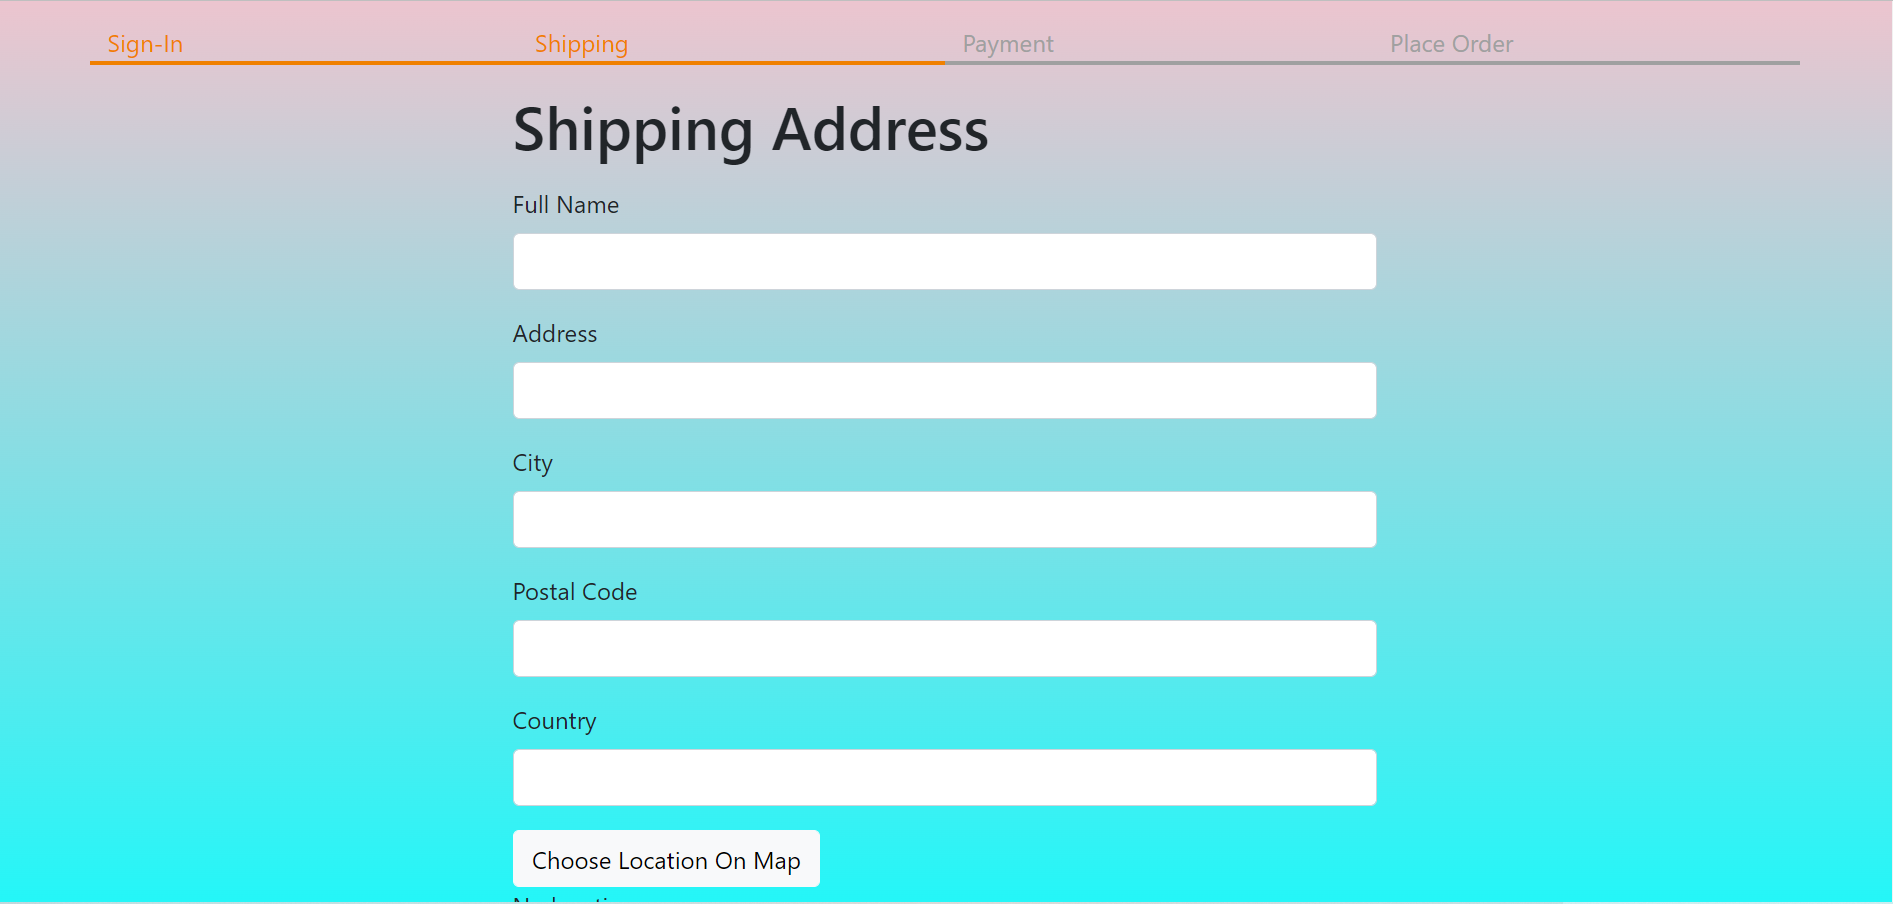 Sign-In Shipping Payment Place Order
Shipping Address
Full Name
Address
City
Postal Code
Country
Choose Location On Map